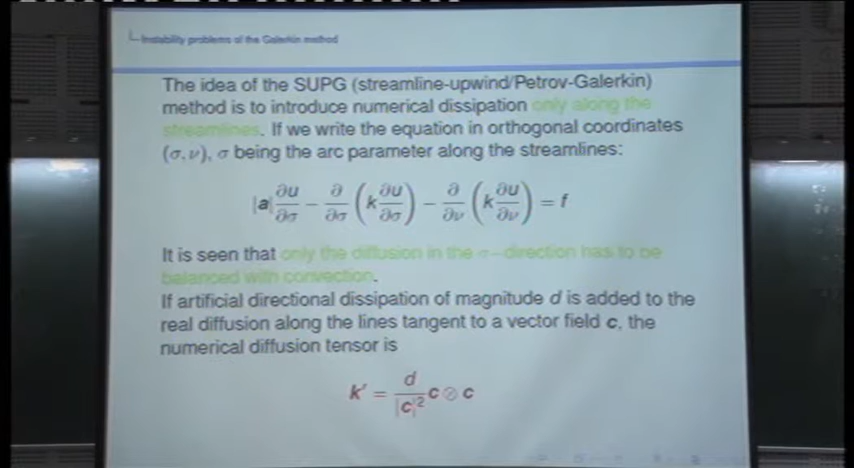 Instability problems of the Galerkin method
The idea of the SUPG (streamline-upwind/Petrov-Galerkin)
method is to introduce numerical dissipation only along the
streamlines. If we write the equation in orthogonal coordinates
(σ, ν), σ being the arc parameter along the streamlines:
|a| ∂u/∂σ − ∂/∂σ (k ∂u/∂σ) − ∂/∂ν (k ∂u/∂ν) = f
It is seen that only the diffusion in the σ−direction has to be
balanced with convection.
If artificial directional dissipation of magnitude d is added to the
real diffusion along the lines tangent to a vector field c, the
numerical diffusion tensor is
k′ = d/|c|² c ⊗ c